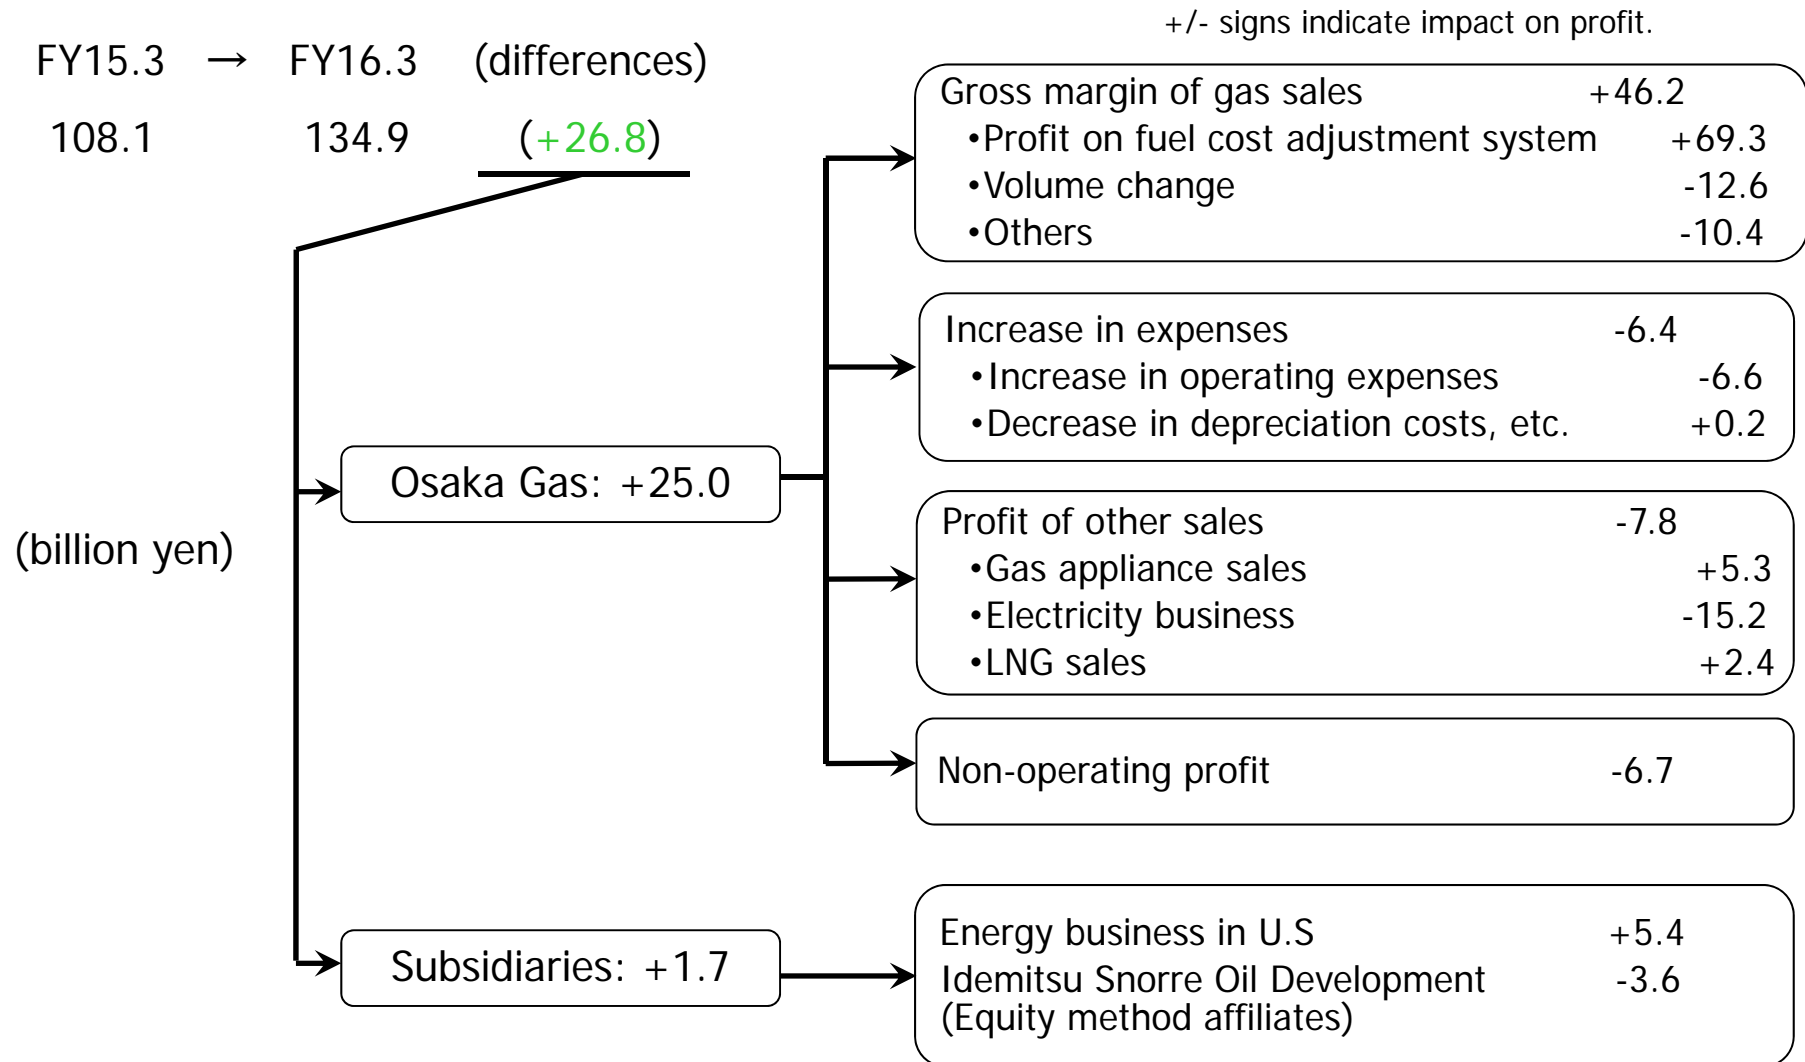 +/- signs indicate impact on profit.
FY15.3 → FY16.3 (differences)
108.1 134.9 (+26.8)
Gross margin of gas sales +46.2
•Profit on fuel cost adjustment system +69.3
•Volume change -12.6
•Others -10.4
Increase in expenses -6.4
•Increase in operating expenses -6.6
•Decrease in depreciation costs, etc. +0.2
Osaka Gas: +25.0
(billion yen)
Profit of other sales -7.8
•Gas appliance sales +5.3
•Electricity business -15.2
•LNG sales +2.4
Non-operating profit -6.7
Subsidiaries: +1.7
Energy business in U.S +5.4
Idemitsu Snorre Oil Development -3.6
(Equity method affiliates)